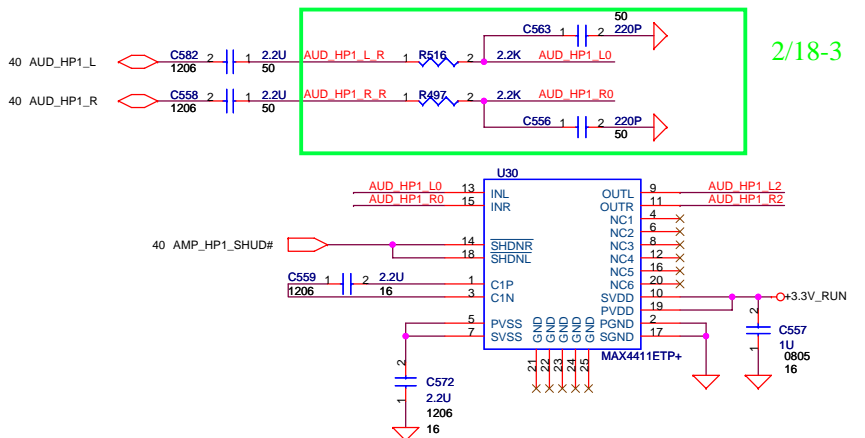 50
C563 1 2 220P
40 AUD_HP1_L C582 2 1 2.2U AUD_HP1_L_R 1 R516 2 2.2K AUD_HP1_L0
1206 50
2/18-3
40 AUD_HP1_R C558 2 1 2.2U AUD_HP1_R_R 1 R497 2 2.2K AUD_HP1_R0
1206 50
C556 1 2 220P
50
U30
AUD_HP1_L0 13 INL OUTL 9 AUD_HP1_L2
AUD_HP1_R0 15 INR OUTR 11 AUD_HP1_R2
NC1 4
NC2 6
40 AMP_HP1_SHUD# 14 SHDNR NC3 8
18 SHDNL NC4 12
NC5 16
C559 1 2 2.2U 1 C1P NC6 20
1206 16 3 C1N SVDD 10 +3.3V_RUN
PVDD 19
5 PVSS PGND 2
7 SVSS SGND 17
GND GND GND GND GND
MAX4411ETP+
21 22 23 24 25
2 C557
1U
1 0805
16
2 C572
2.2U
1 1206
16